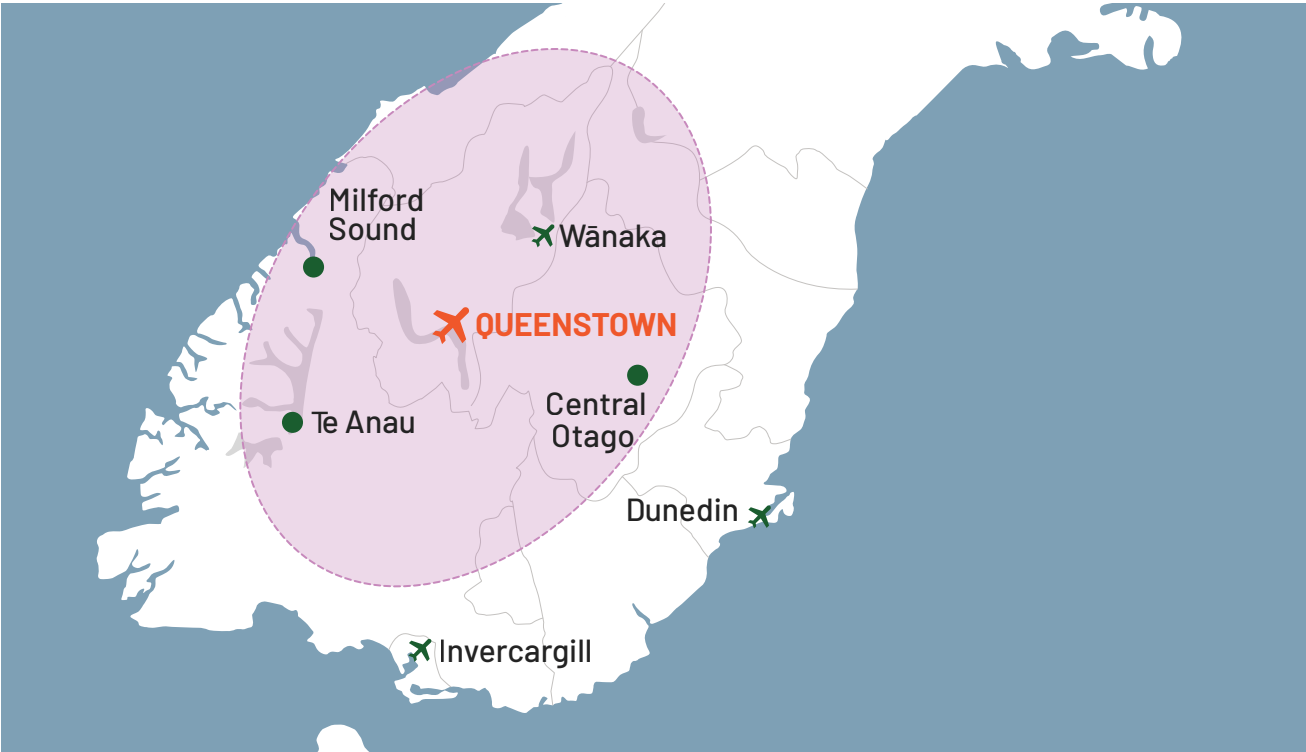 Milford
Sound
Wānaka
QUEENSTOWN
Central
Otago
Te Anau
Dunedin
Invercargill